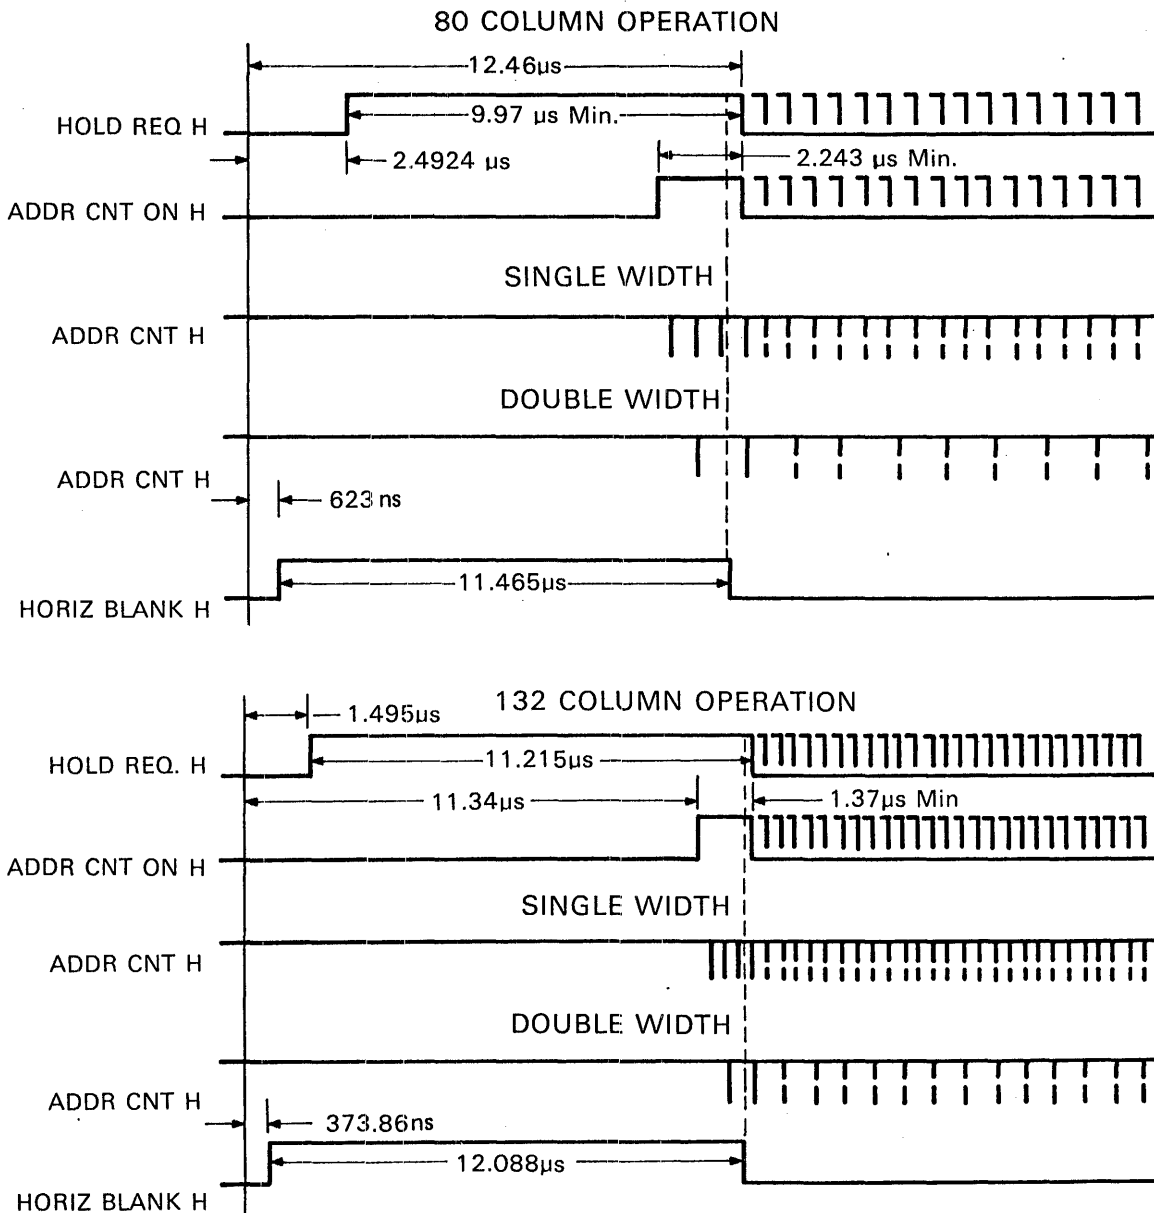 80 COLUMN OPERATION
12.46µs
HOLD REQ H
9.97 µs Min.
2.4924 µs
2.243 µs Min.
ADDR CNT ON H
SINGLE WIDTH
ADDR CNT H
DOUBLE WIDTH
ADDR CNT H
623 ns
11.465µs
HORIZ BLANK H
132 COLUMN OPERATION
1.495µs
HOLD REQ. H
11.215µs
11.34µs
1.37µs Min
ADDR CNT ON H
SINGLE WIDTH
ADDR CNT H
DOUBLE WIDTH
ADDR CNT H
373.86ns
12.088µs
HORIZ BLANK H